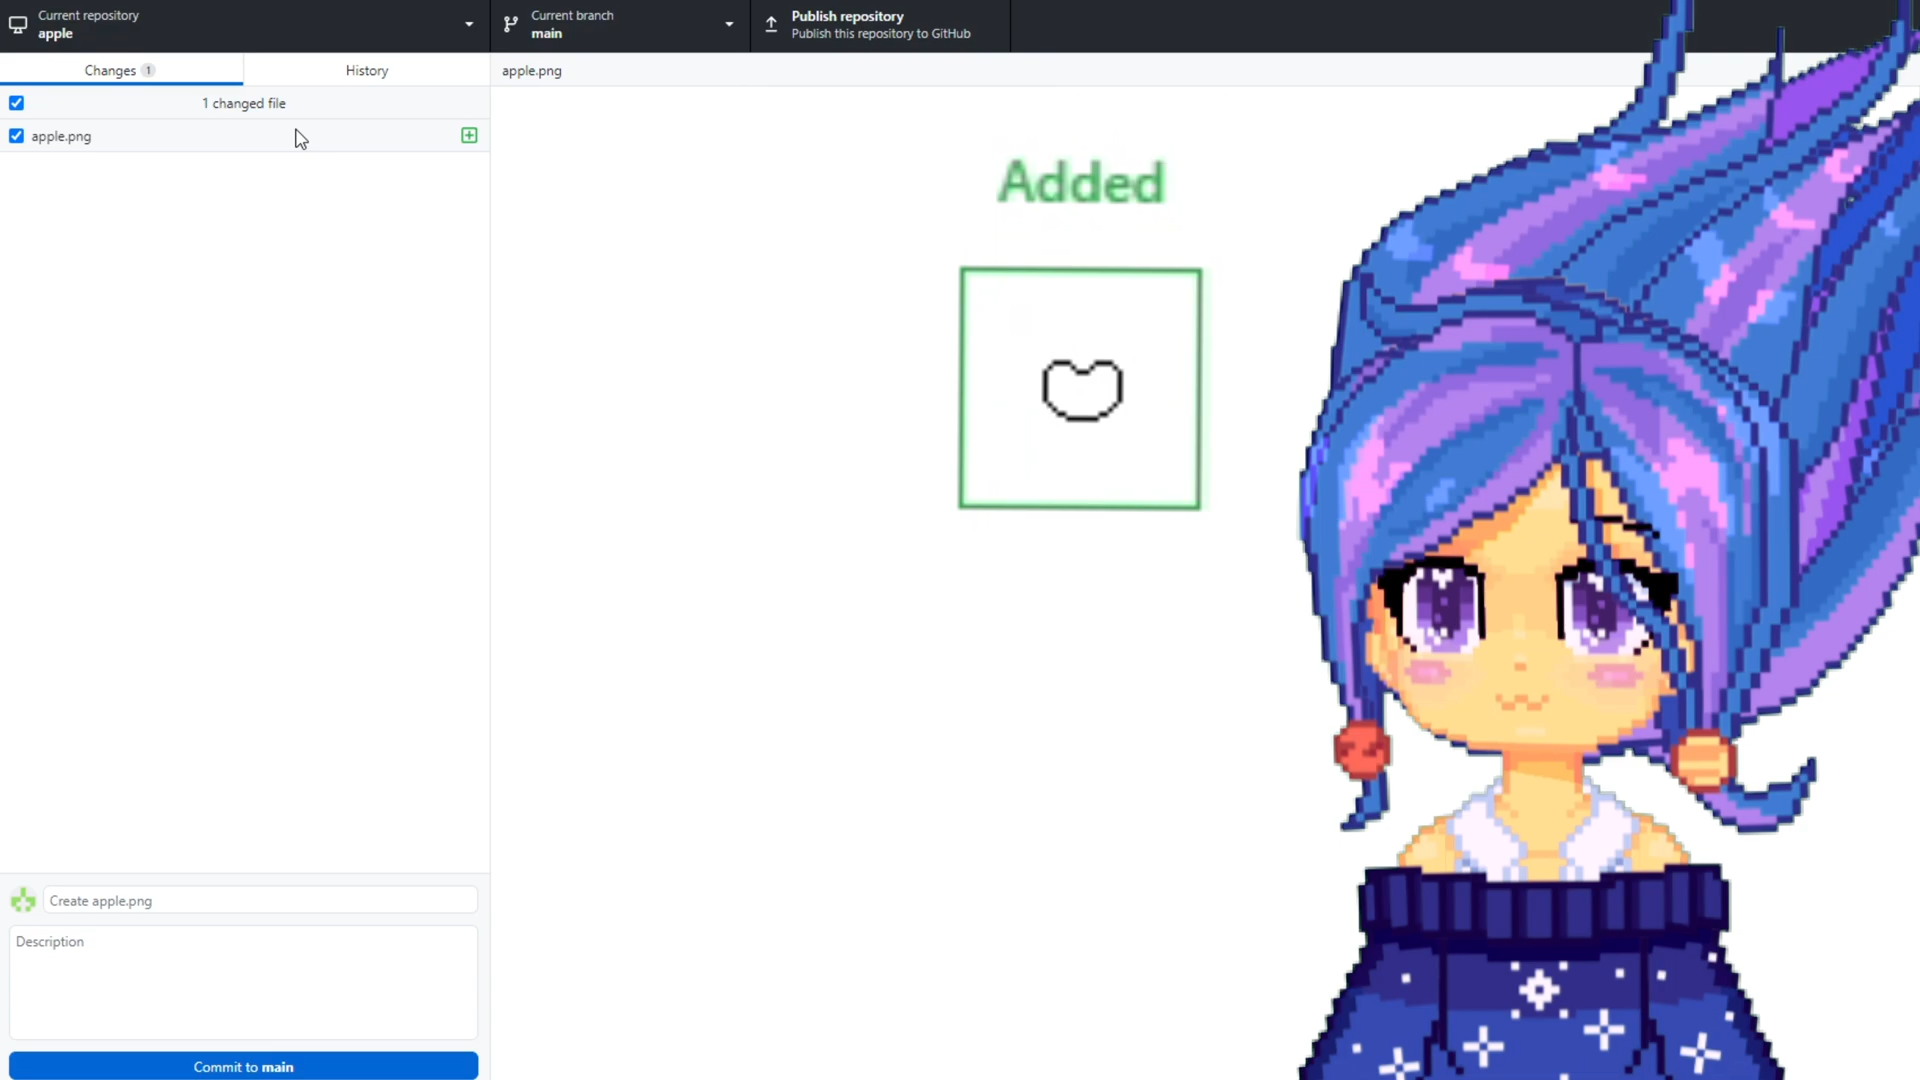 Current repository
apple
Current branch
main
Publish repository
Publish this repository to GitHub
Changes 1
History
apple.png
1 changed file
apple.png
Added
Create apple.png
Description
Commit to main